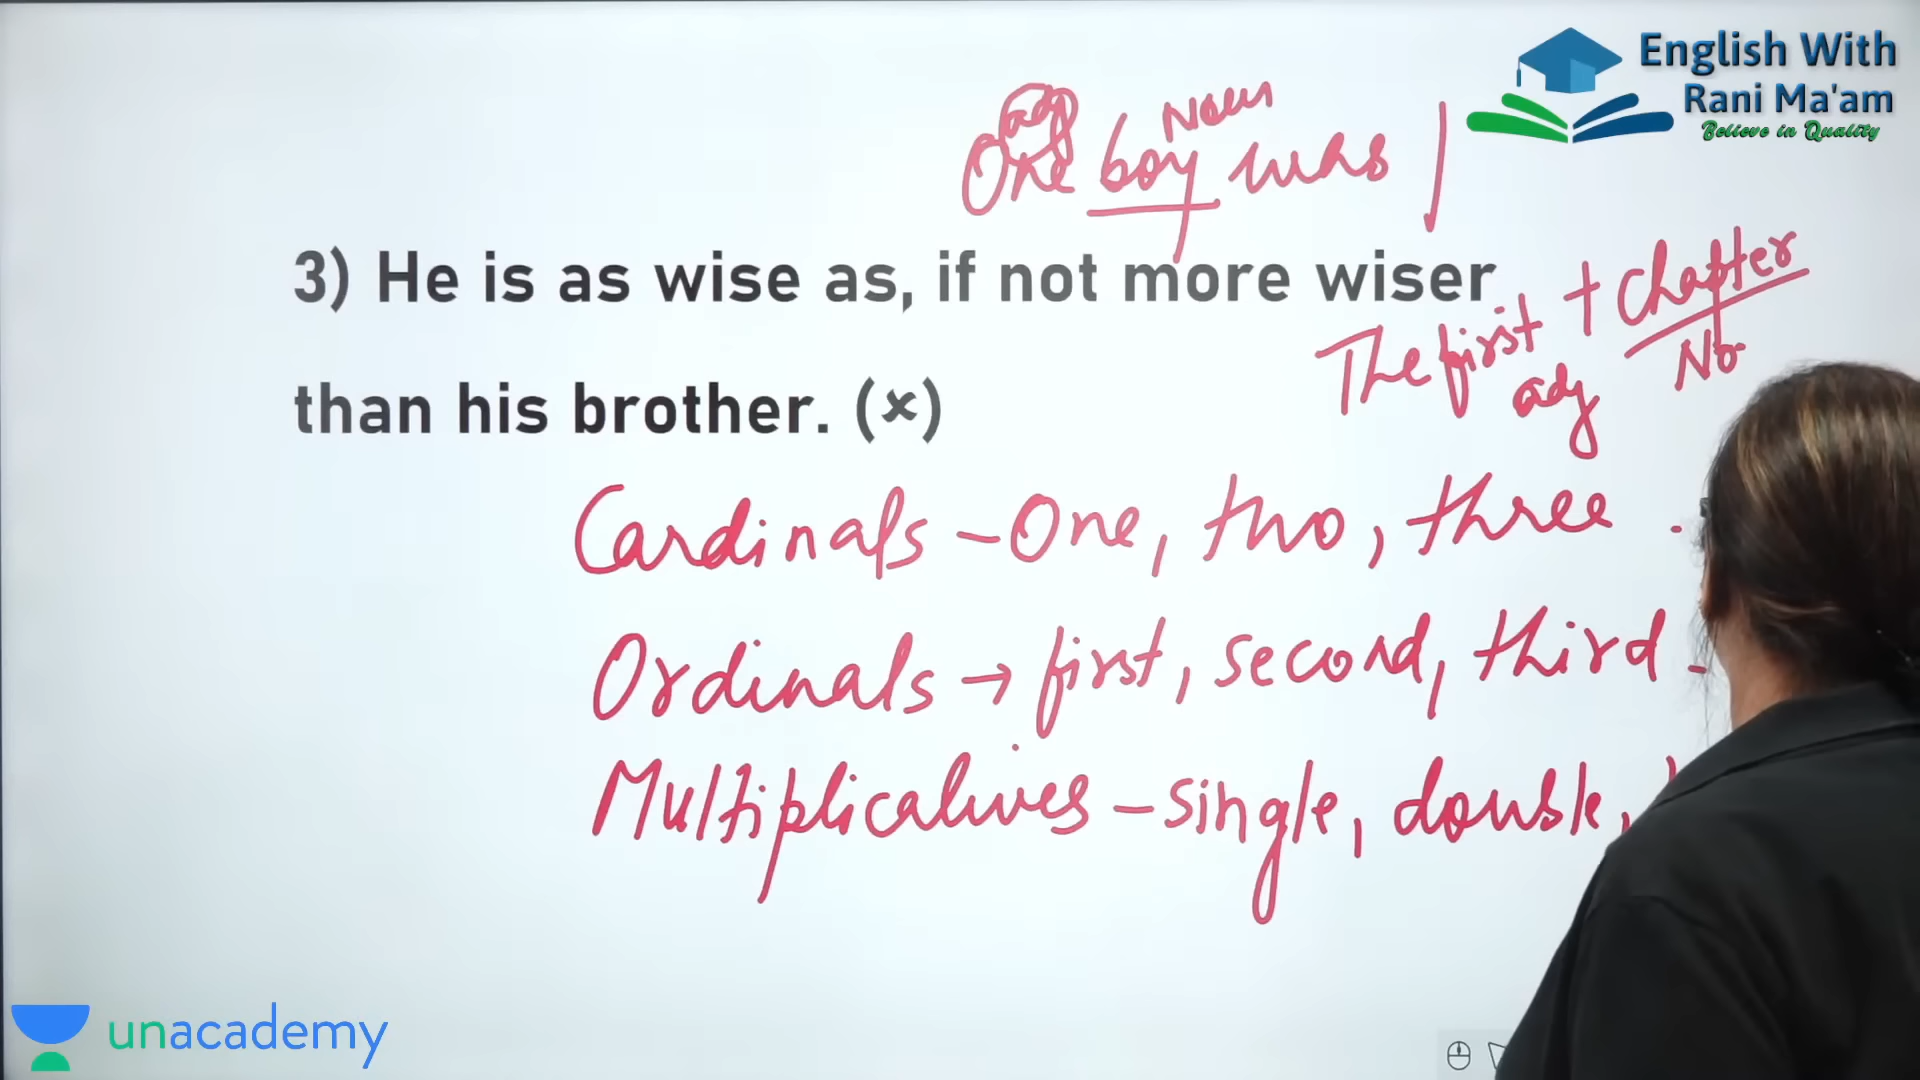 English With
Rani Ma'am
Believe in Quality
adj
Noun
One boy was
3) He is as wise as, if not more wiser
than his brother. (×)
The first + Chapter
adj No
Cardinals - One, two, three
Ordinals → first, second, third -
Multiplicatives - single, double,
unacademy